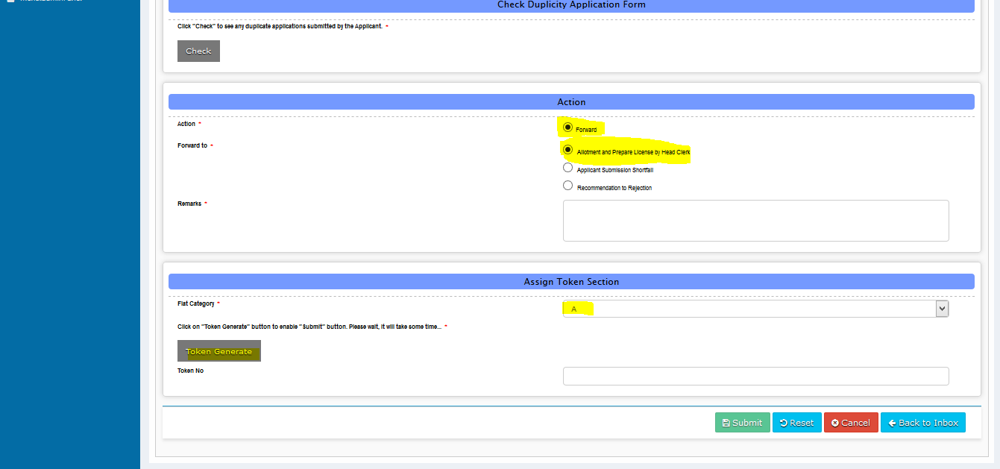 Check Duplicity Application Form
Click "Check" to see any duplicate applications submitted by the Applicant. *
Check
Action
Action *
Forward
Forward to *
Allotment and Prepare License by Head Clerk
Applicant Submission Shortfall
Recommendation to Rejection
Remarks *
Assign Token Section
Flat Category *
A
Click on "Token Generate" button to enable "Submit" button. Please wait, it will take some time... *
Token Generate
Token No
Submit Reset Cancel Back to Inbox